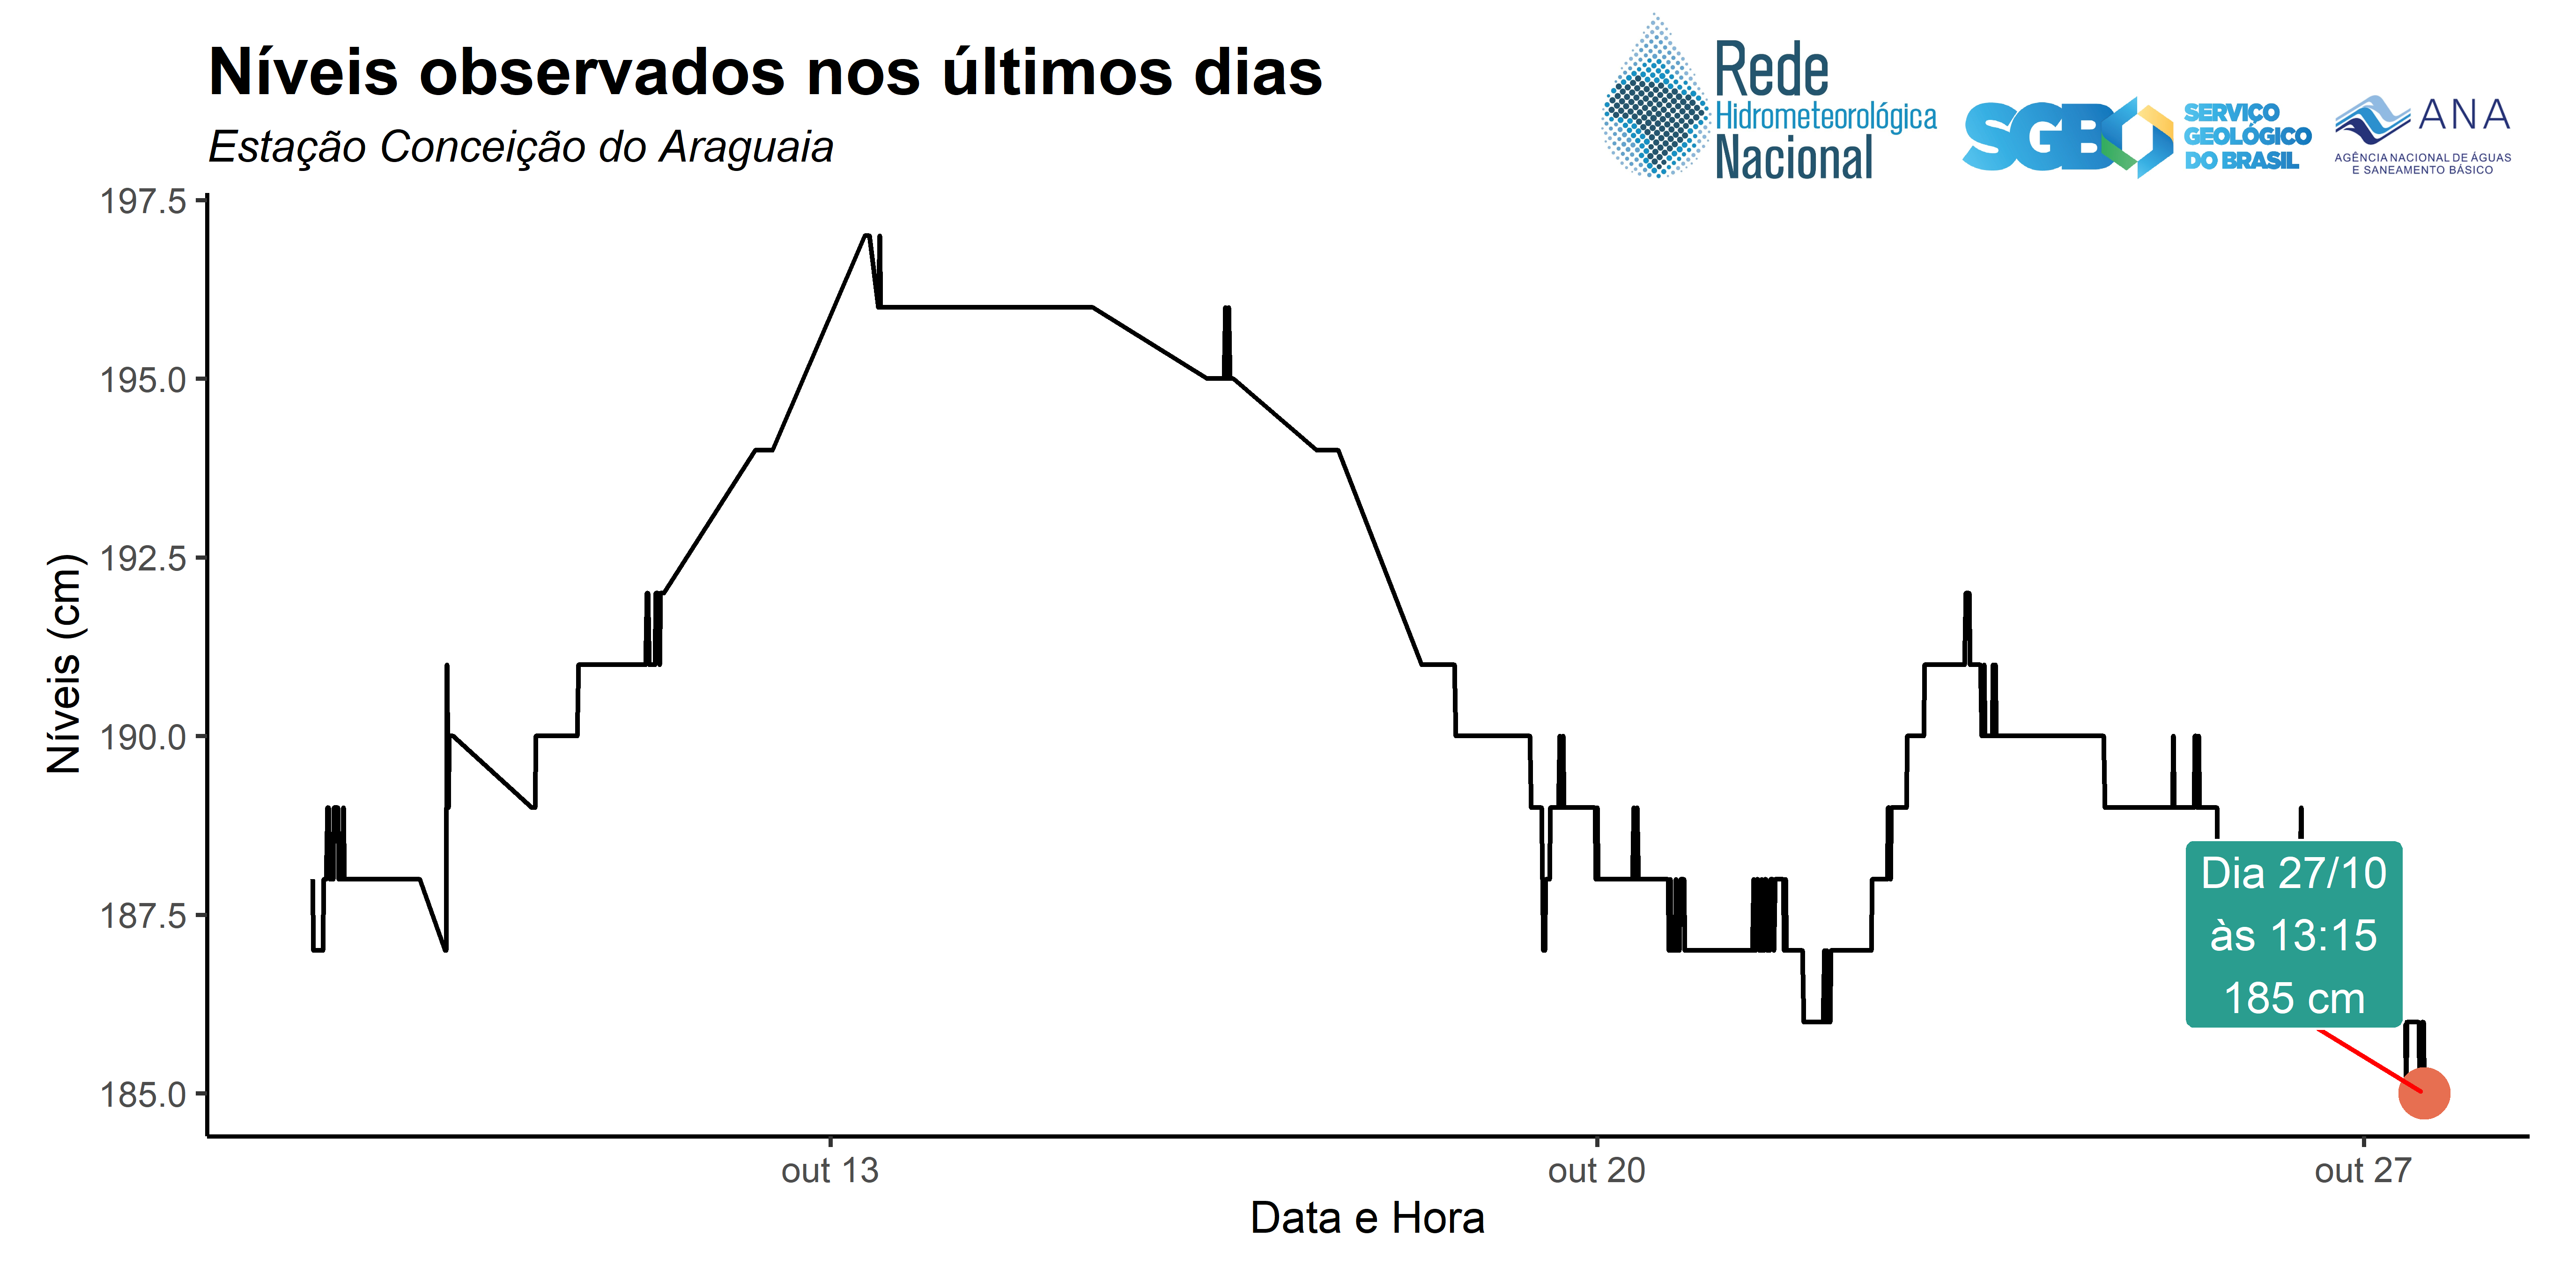 Níveis observados nos últimos dias
Estação Conceição do Araguaia
Rede
Hidrometeorológica
Nacional
SGB
SERVIÇO
GEOLÓGICO
DO BRASIL
ANA
AGÊNCIA NACIONAL DE ÁGUAS
E SANEAMENTO BÁSICO
197.5
195.0
192.5
190.0
187.5
185.0
Níveis (cm)
Dia 27/10
às 13:15
185 cm
out 13
out 20
out 27
Data e Hora